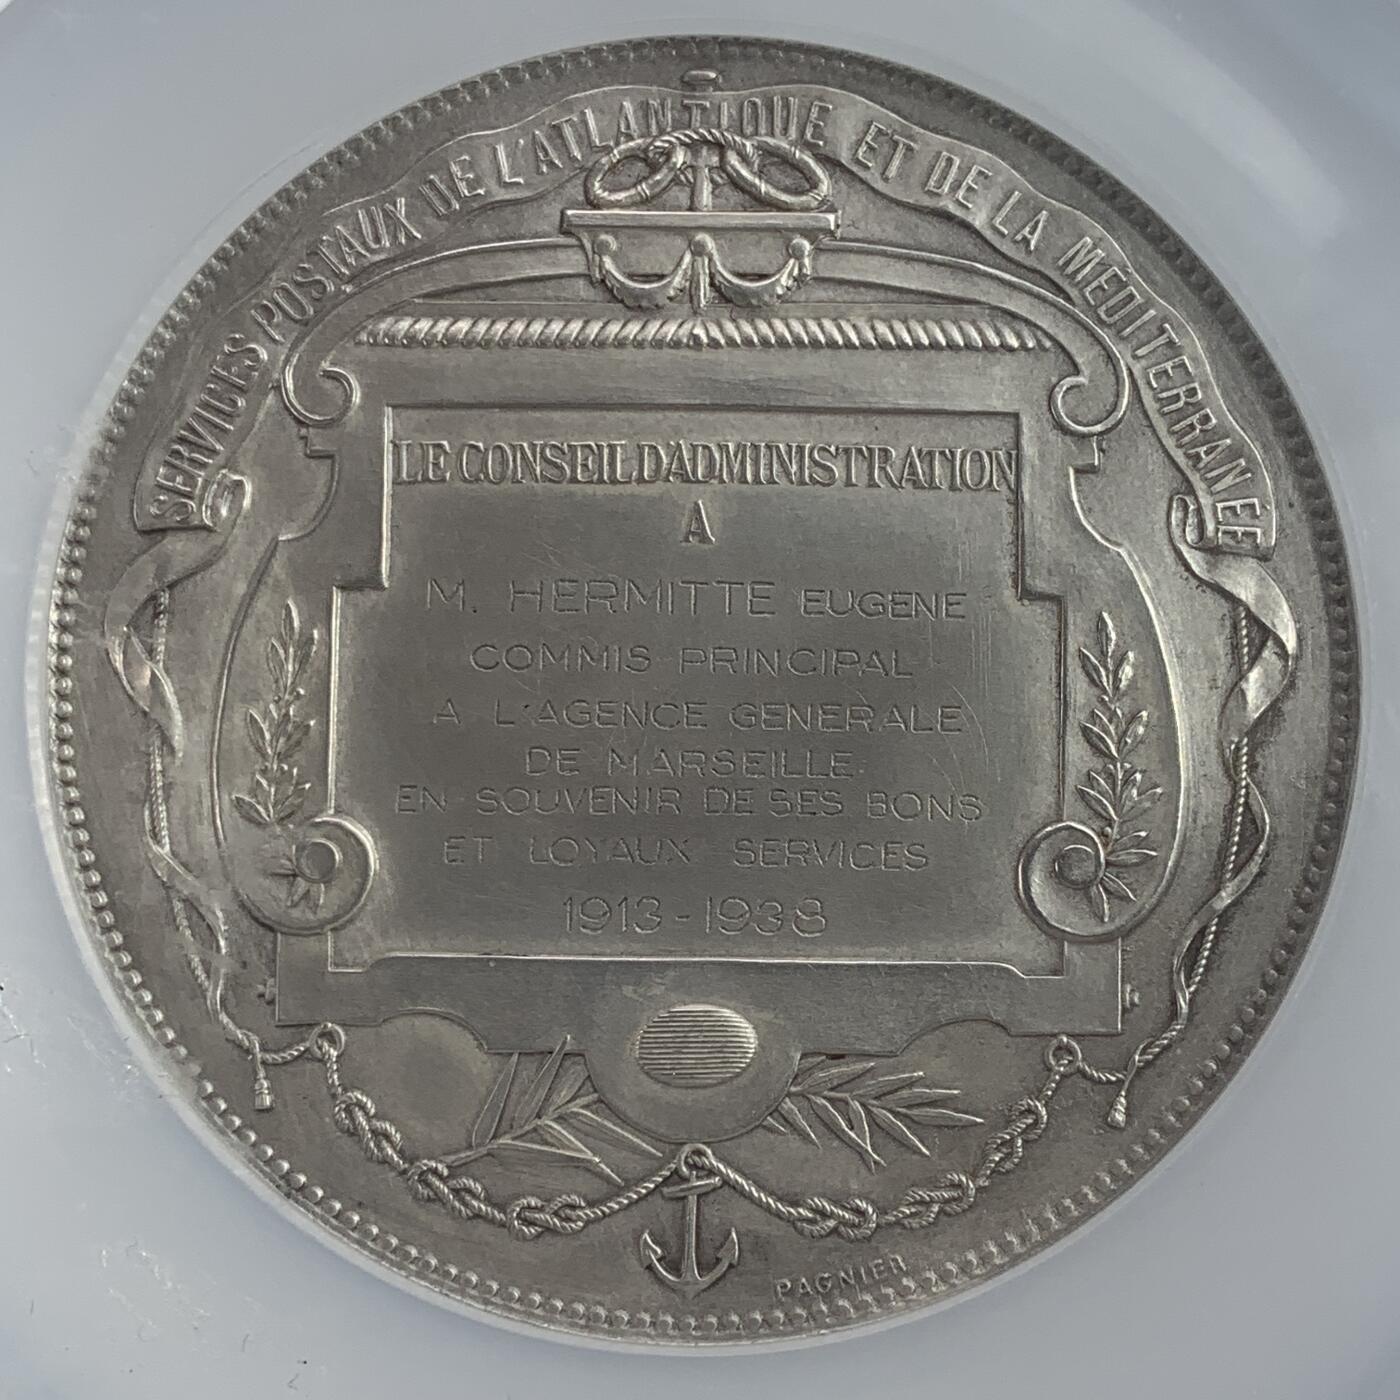 SERVICES POSTAUX DE L'ATLANTIQUE ET DE LA MÉDITERRANÉE
LE CONSEIL D'ADMINISTRATION
A
M. HERMITTE EUGENE
COMMIS PRINCIPAL
A L'AGENCE GENERALE
DE MARSEILLE
EN SOUVENIR DE SES BONS
ET LOYAUX SERVICES
1913-1938
PAGNIER